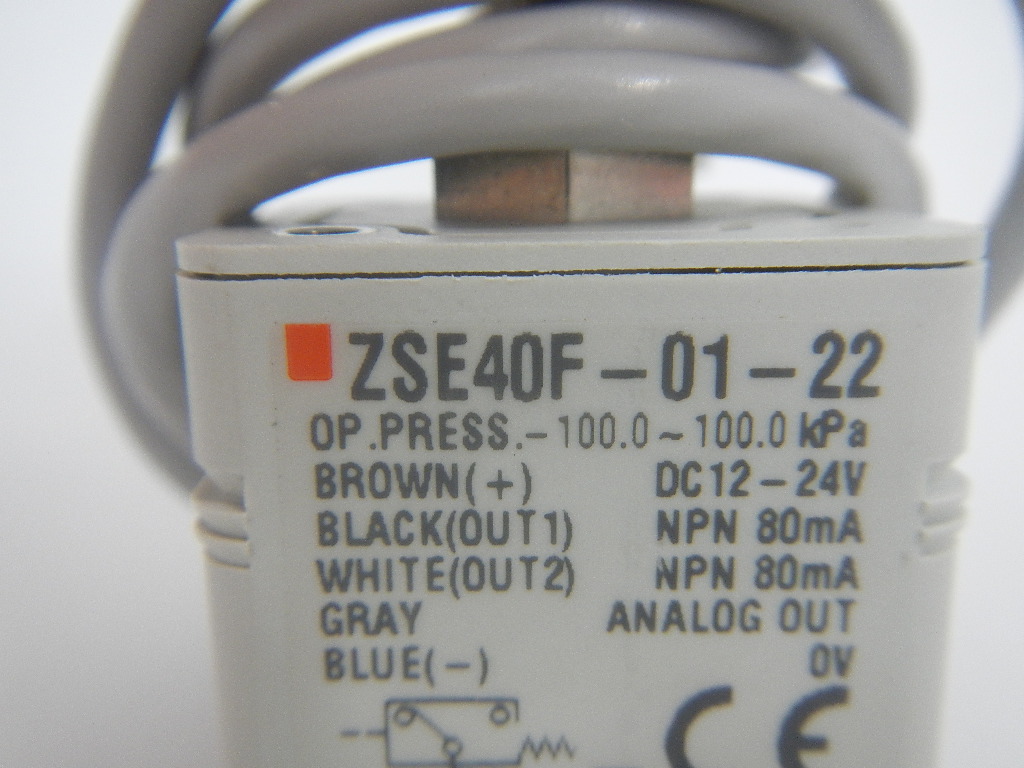 ZSE40F-01-22
OP.PRESS.-100.0~100.0 kPa
BROWN(+) DC12-24V
BLACK(OUT1) NPN 80mA
WHITE(OUT2) NPN 80mA
GRAY ANALOG OUT
BLUE(-) 0V
CE